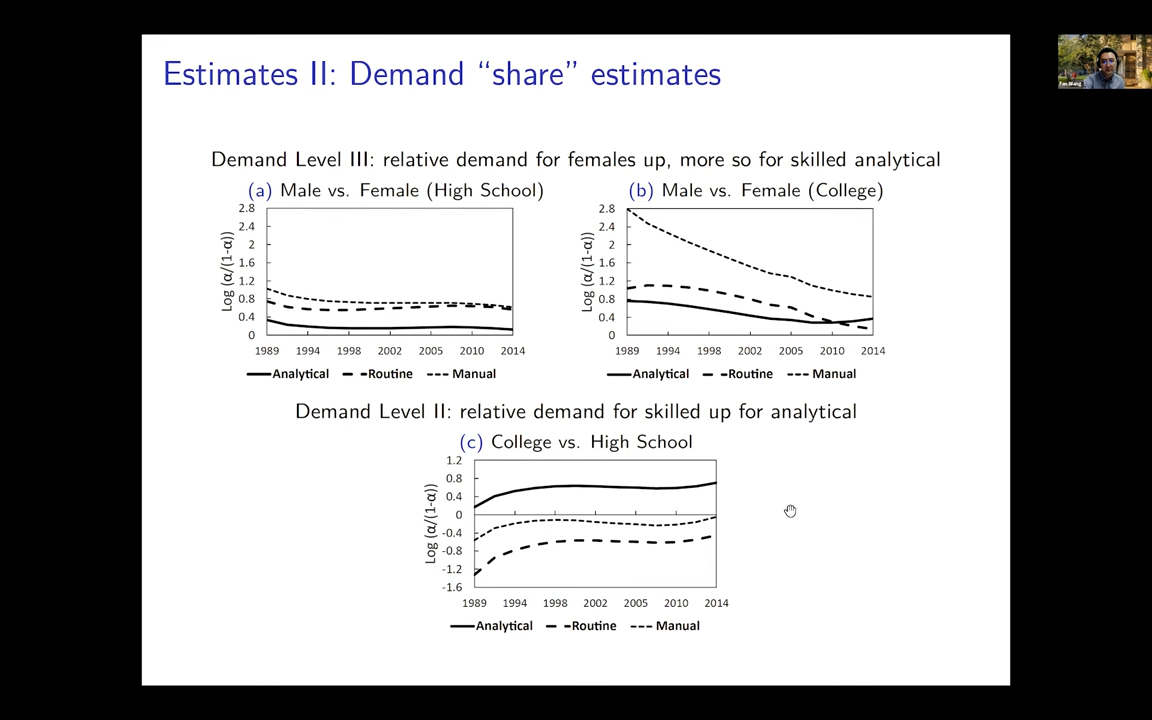 Estimates II: Demand “share” estimates
Demand Level III: relative demand for females up, more so for skilled analytical
(a) Male vs. Female (High School)
2.8
2.4
2
1.6
1.2
0.8
0.4
0
Log (α/(1-α))
1989 1994 1998 2002 2005 2010 2014
Analytical Routine Manual
(b) Male vs. Female (College)
2.8
2.4
2
1.6
1.2
0.8
0.4
0
Log (α/(1-α))
1989 1994 1998 2002 2005 2010 2014
Analytical Routine Manual
Demand Level II: relative demand for skilled up for analytical
(c) College vs. High School
1.2
0.8
0.4
0
-0.4
-0.8
-1.2
-1.6
Log (α/(1-α))
1989 1994 1998 2002 2005 2010 2014
Analytical Routine Manual
Fan Wang